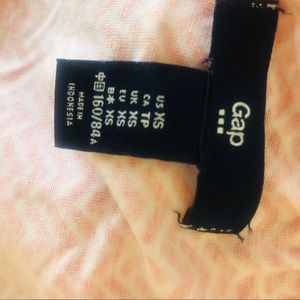 Gap
US XS
CA TP
UK XS
EU XS
日本 XS
中国 160/84A
MADE IN
INDONESIA